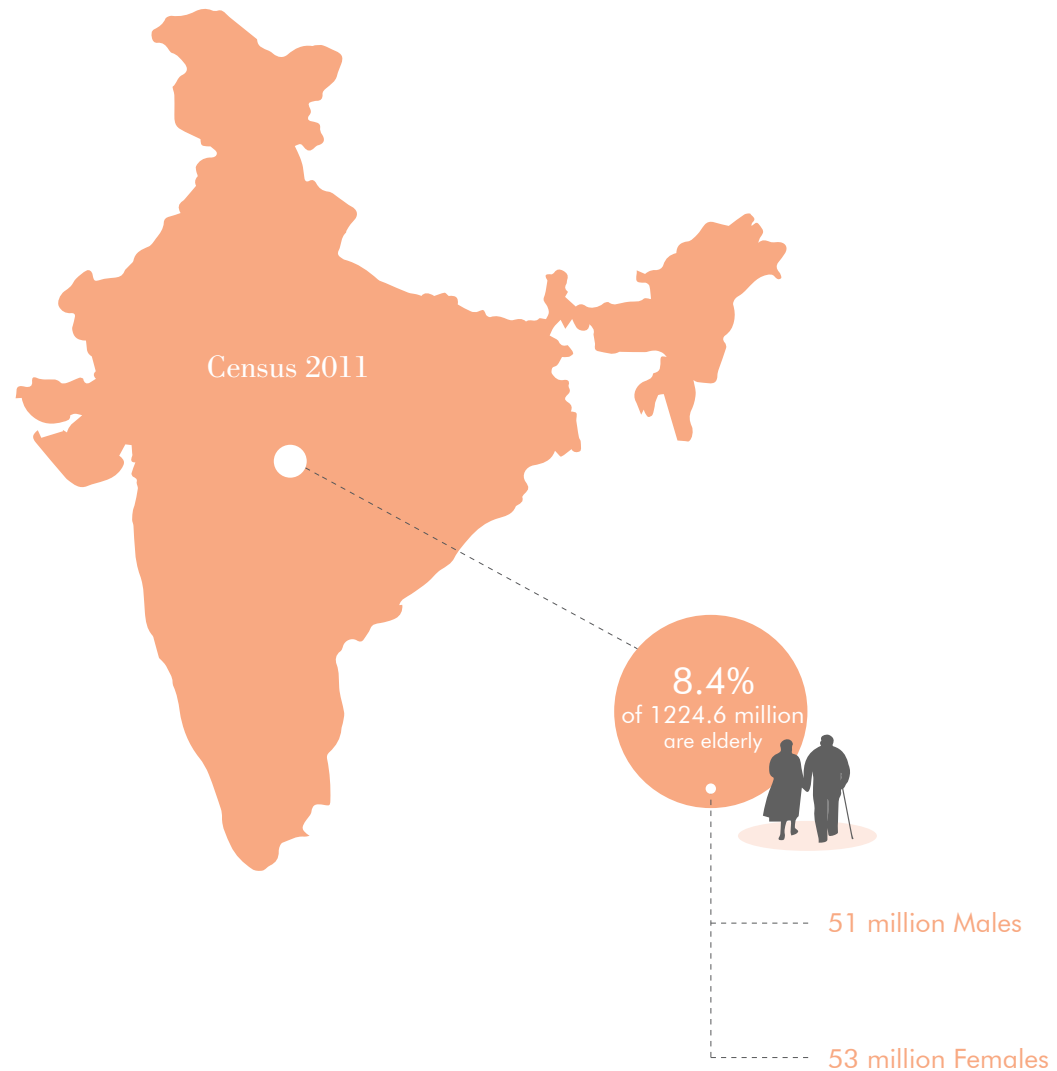 Census 2011
8.4%
of 1224.6 million
are elderly
51 million Males
53 million Females